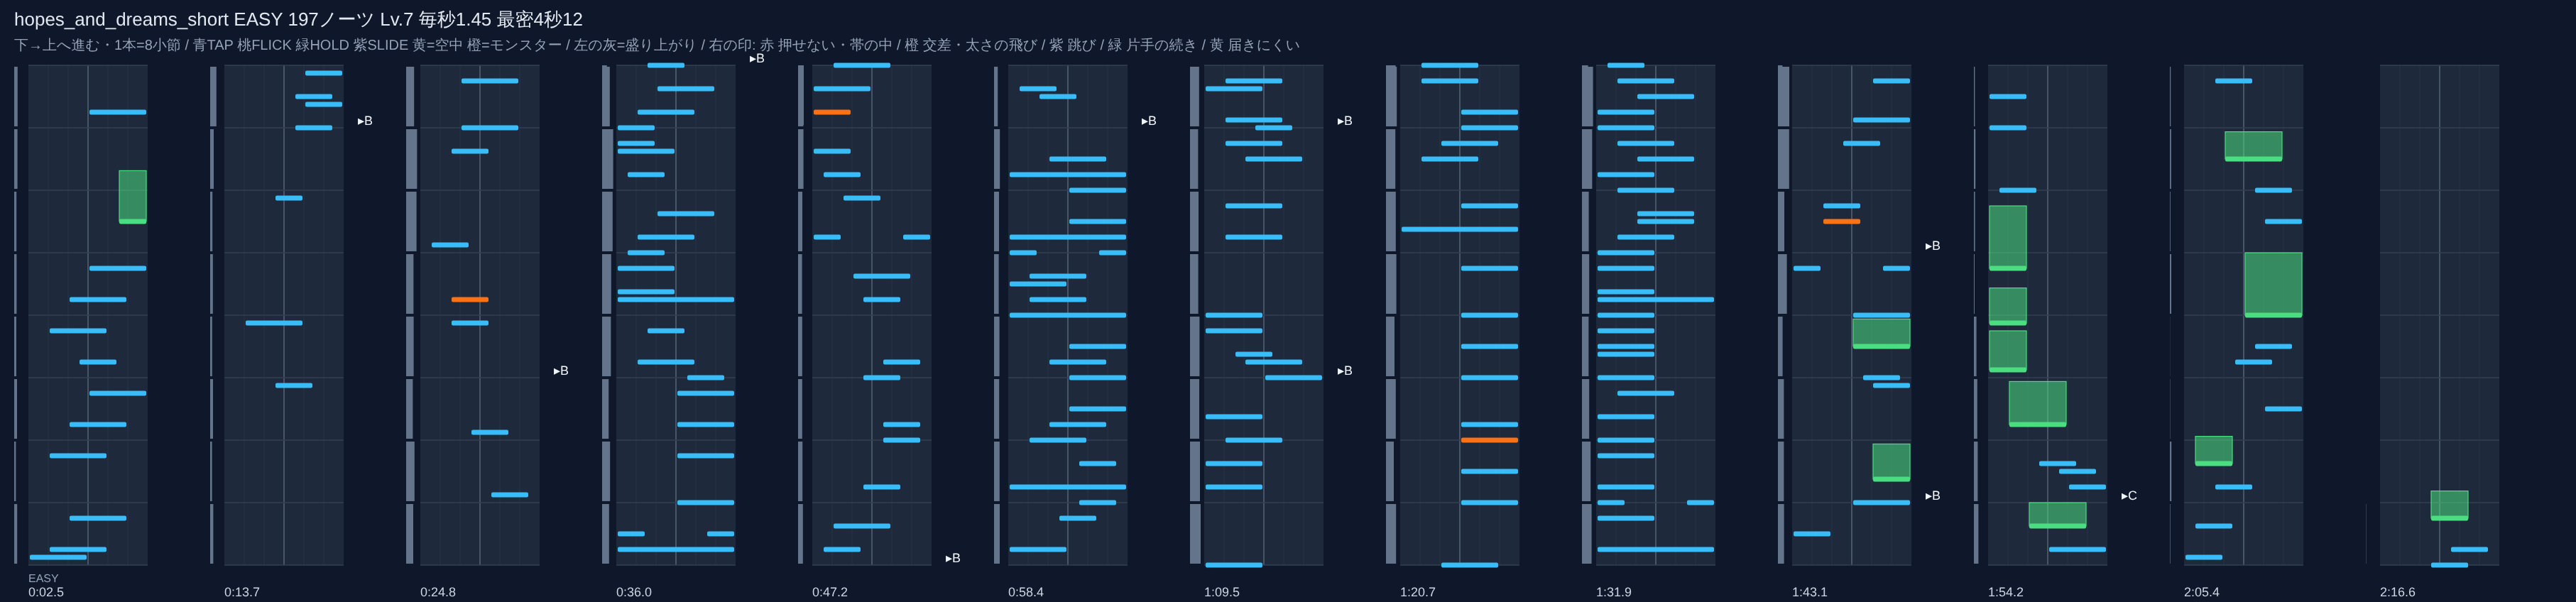 hopes_and_dreams_short EASY 197ノーツ Lv.7 毎秒1.45 最密4秒12
下→上へ進む・1本=8小節 / 青TAP 桃FLICK 緑HOLD 紫SLIDE 黄=空中 橙=モンスター / 左の灰=盛り上がり / 右の印: 赤 押せない・帯の中 / 橙 交差・太さの飛び / 紫 跳び / 緑 片手の続き / 黄 届きにくい
▸B
▸B
▸B
▸B
▸B
▸B
▸B
▸B
▸B
▸C
EASY
0:02.5
0:13.7
0:24.8
0:36.0
0:47.2
0:58.4
1:09.5
1:20.7
1:31.9
1:43.1
1:54.2
2:05.4
2:16.6